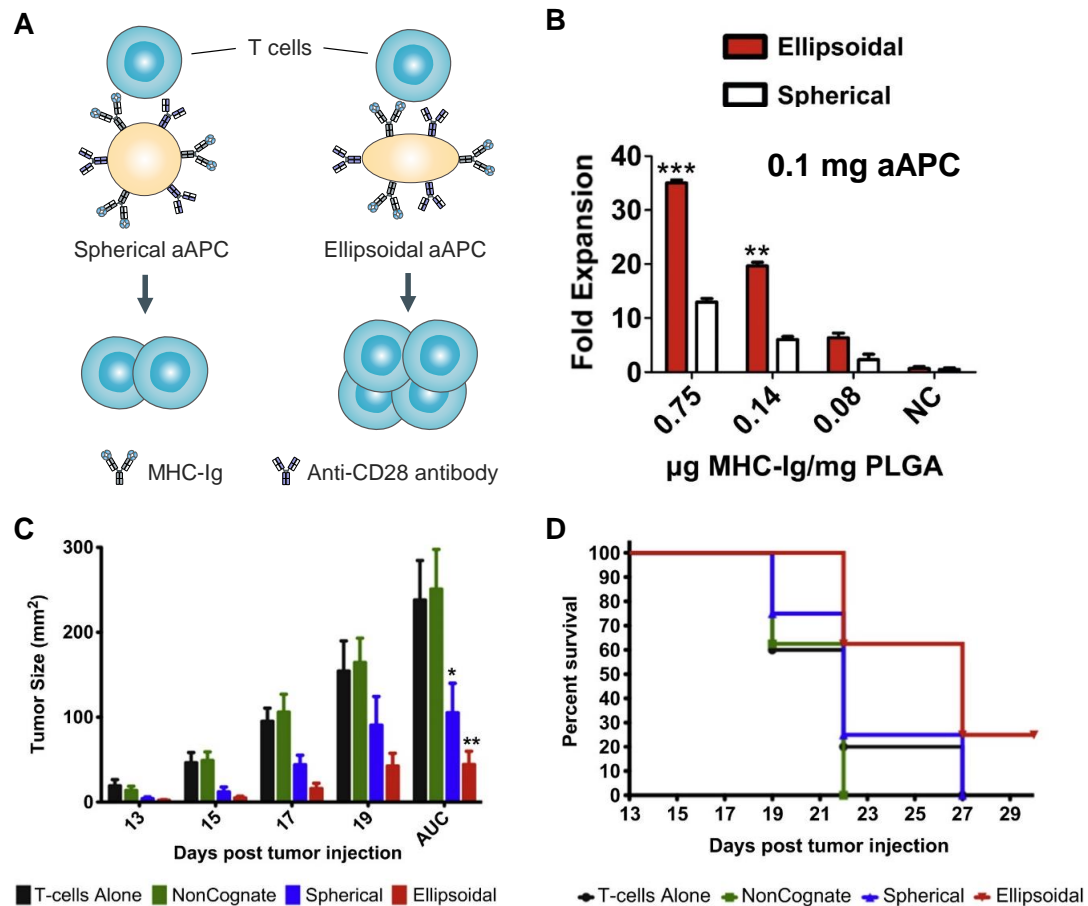 A
T cells
Spherical aAPC
Ellipsoidal aAPC
MHC-Ig
Anti-CD28 antibody
B
Ellipsoidal
Spherical
0.1 mg aAPC
Fold Expansion
40
30
20
10
0
***
**
0.75
0.14
0.08
NC
µg MHC-Ig/mg PLGA
C
Tumor Size (mm²)
300
200
100
0
*
**
13
15
17
19
AUC
Days post tumor injection
T-cells Alone
NonCognate
Spherical
Ellipsoidal
D
Percent survival
100
90
80
70
60
50
40
30
20
10
0
13
15
17
19
21
23
25
27
29
Days post tumor injection
T-cells Alone
NonCognate
Spherical
Ellipsoidal